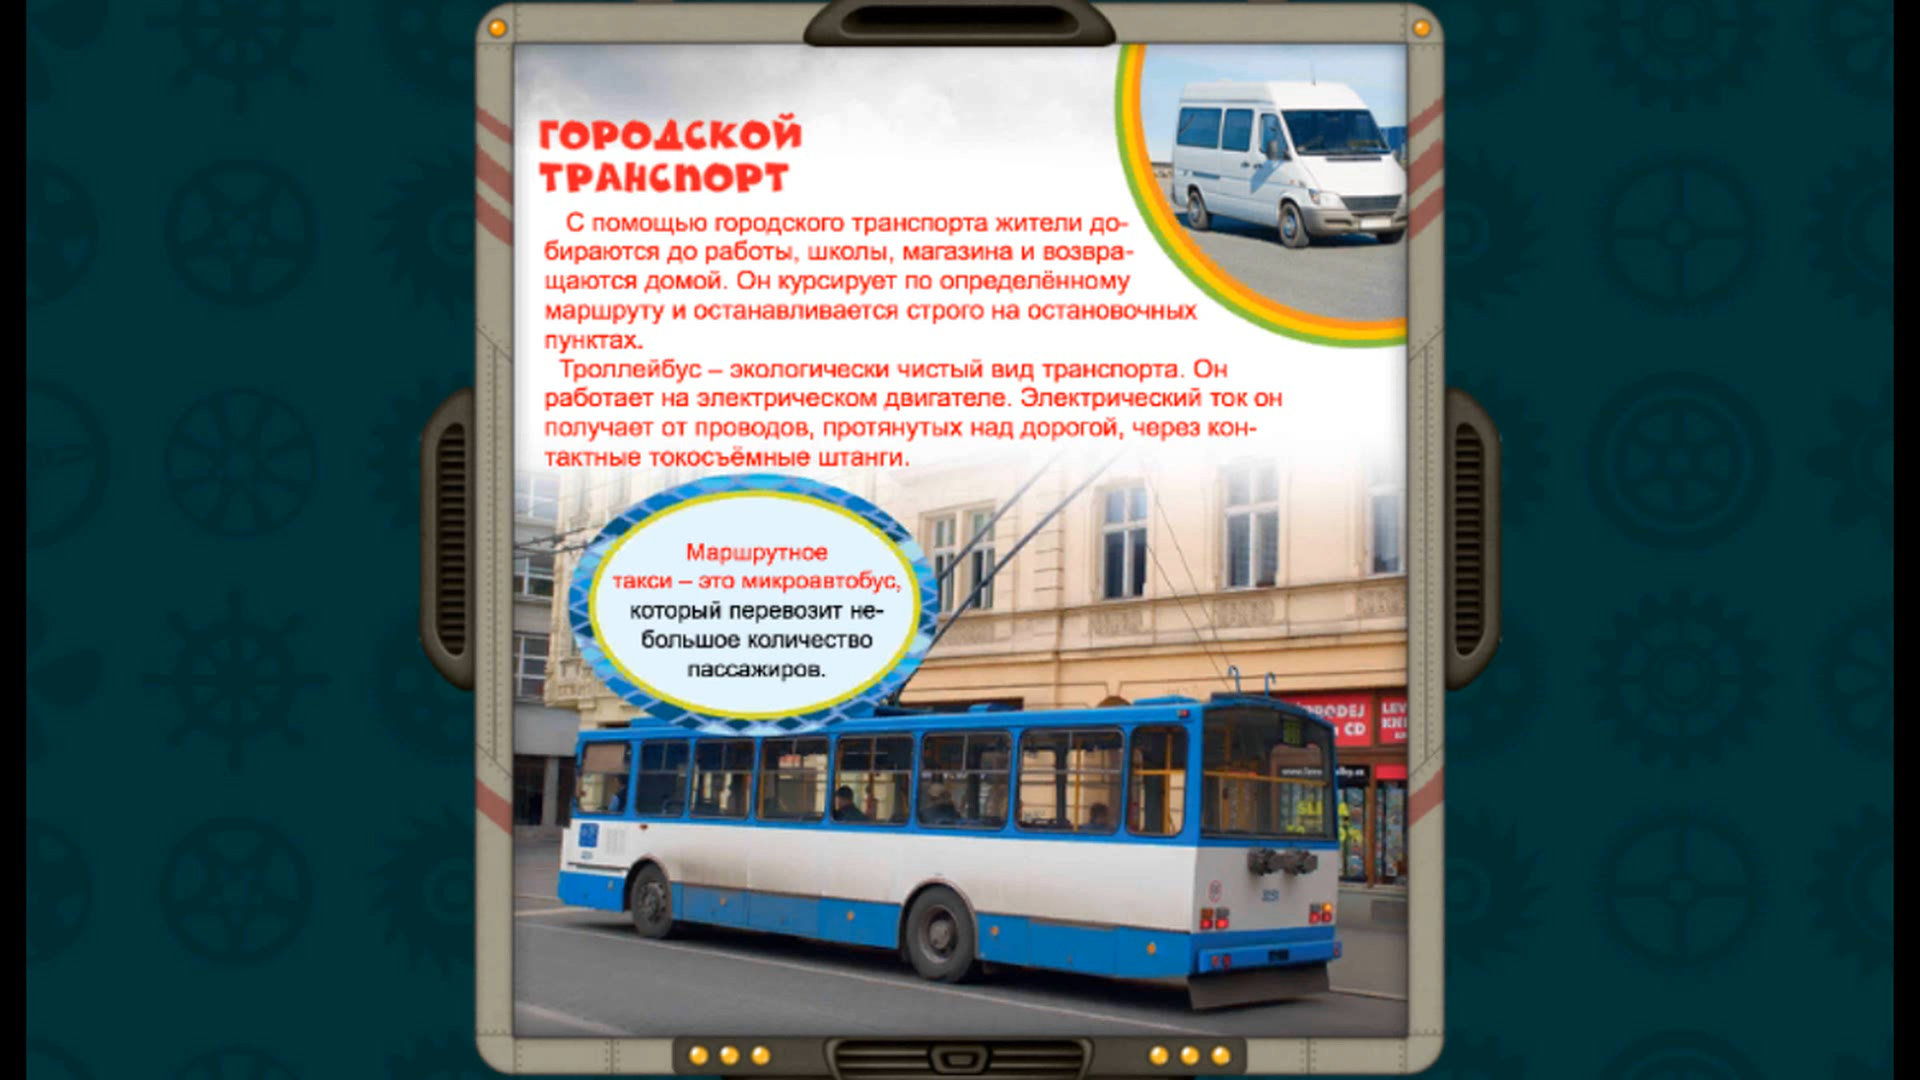 ГОРОДСКОЙ
ТРАНСПОРТ
С помощью городского транспорта жители до-
бираются до работы, школы, магазина и возвра-
щаются домой. Он курсирует по определённому
маршруту и останавливается строго на остановочных
пунктах.
Троллейбус – экологически чистый вид транспорта. Он
работает на электрическом двигателе. Электрический ток он
получает от проводов, протянутых над дорогой, через кон-
тактные токосъёмные штанги.
Маршрутное
такси – это микроавтобус,
который перевозит не-
большое количество
пассажиров.